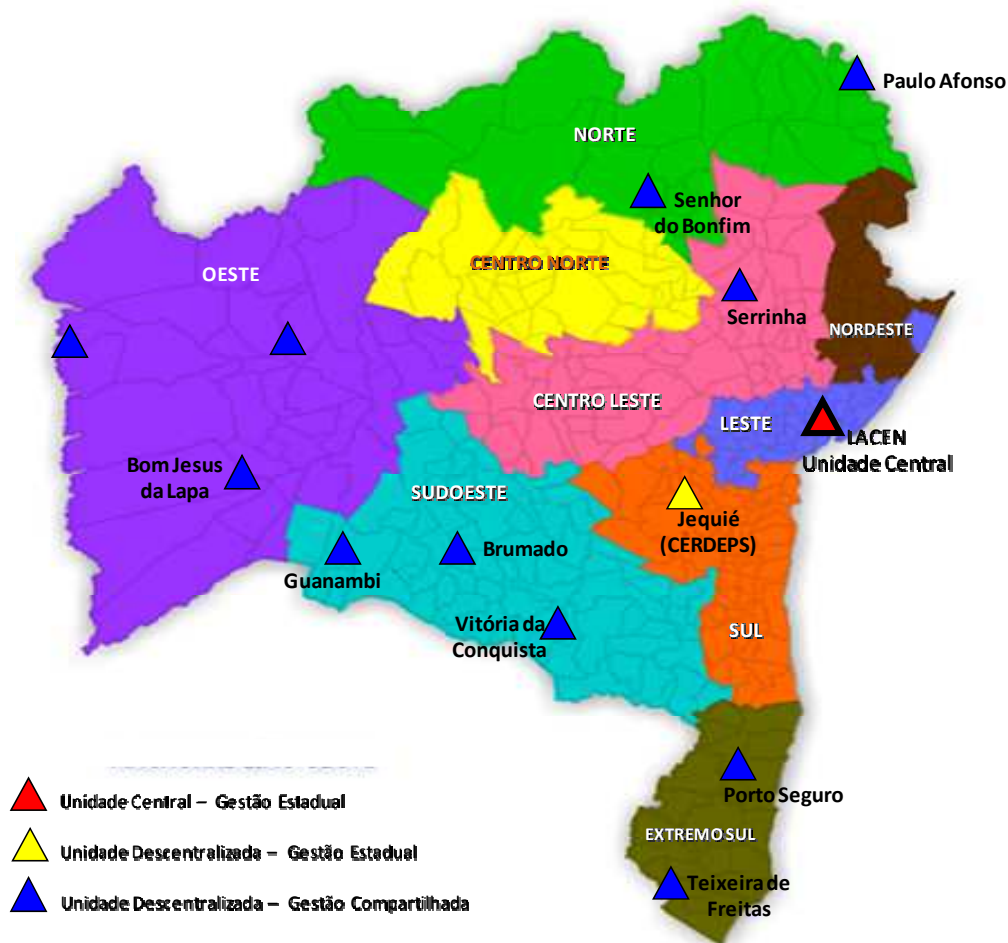 Paulo Afonso
NORTE
Senhor
do Bonfim
OESTE
CENTRO NORTE
Serrinha
NORDESTE
CENTRO LESTE
LESTE
LACEN
Unidade Central
Bom Jesus
da Lapa
SUDOESTE
Jequié
(CERDEPS)
Brumado
Guanambi
Vitória da
Conquista
SUL
Porto Seguro
EXTREMO SUL
Teixeira de
Freitas
Unidade Central – Gestão Estadual
Unidade Descentralizada – Gestão Estadual
Unidade Descentralizada – Gestão Compartilhada